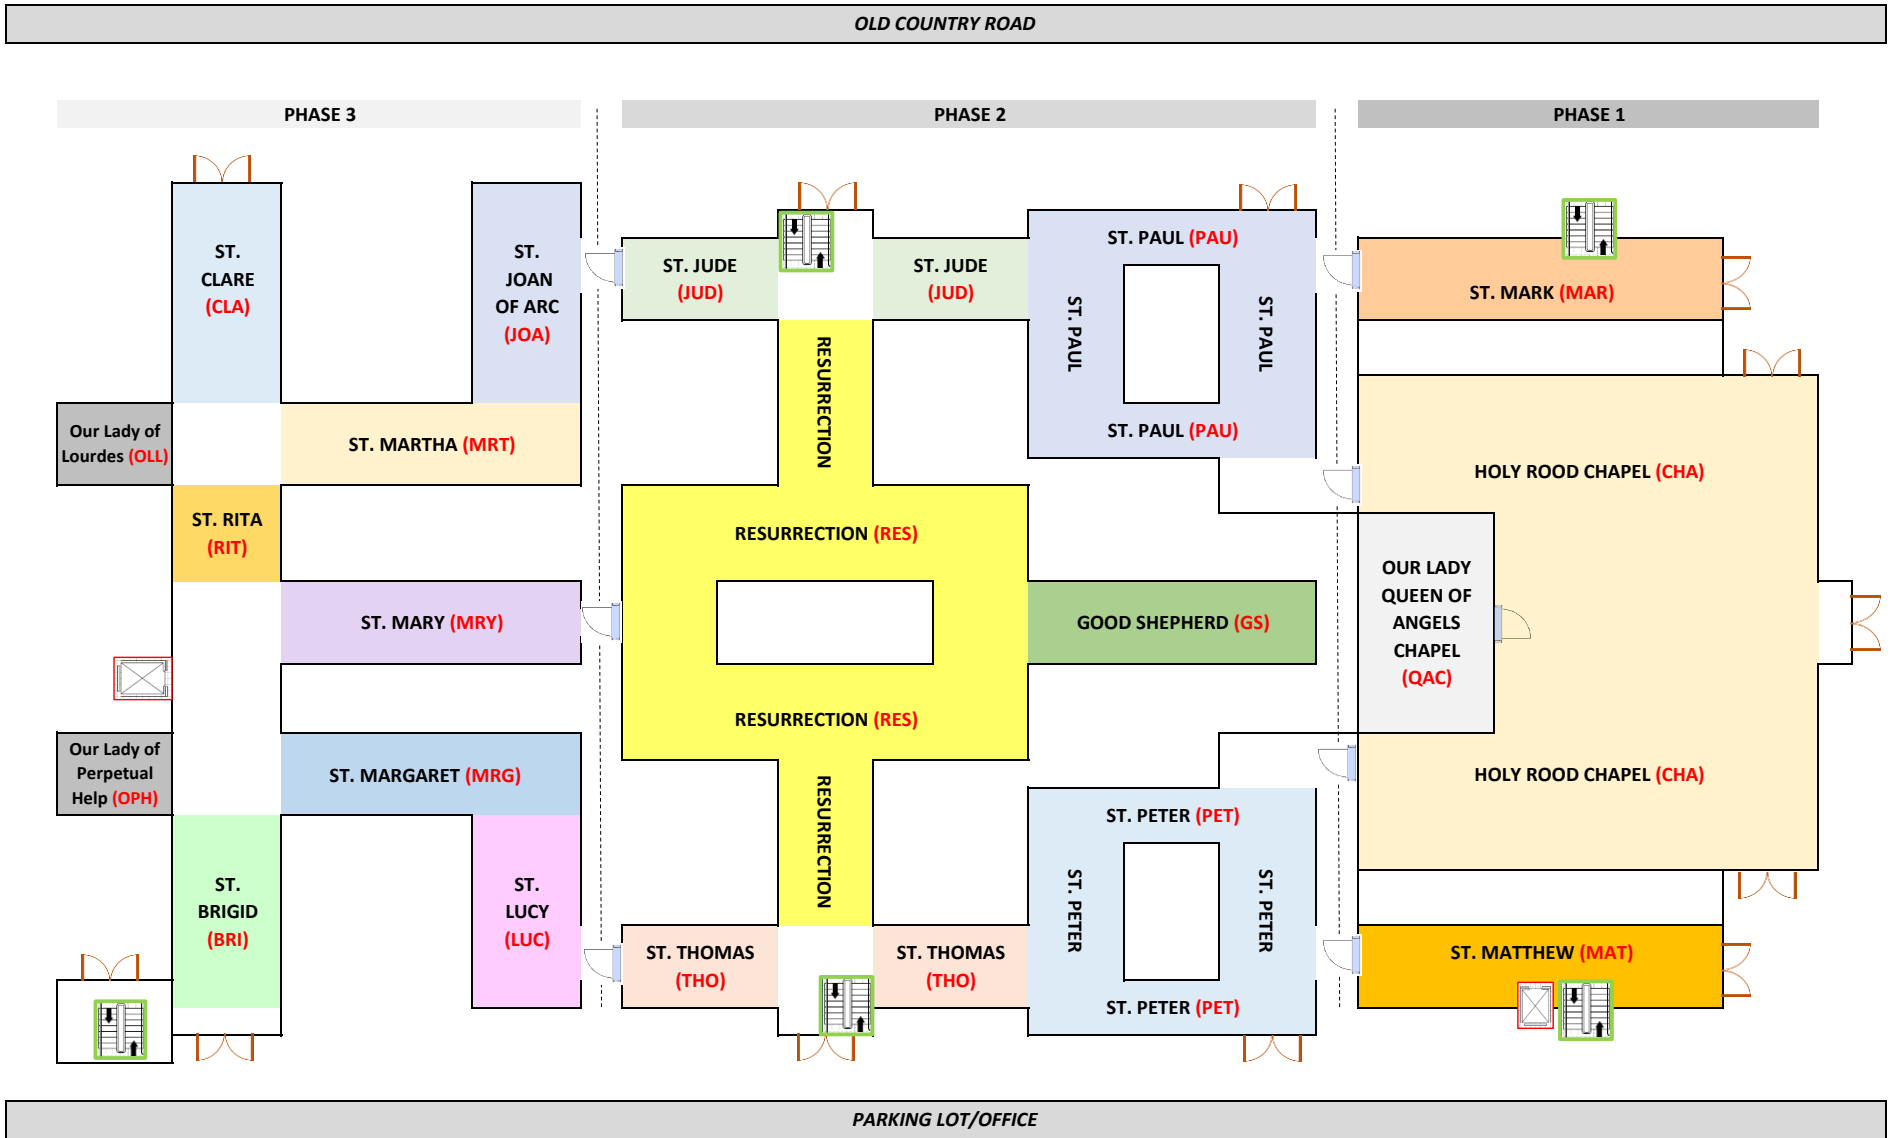 OLD COUNTRY ROAD
PHASE 3
PHASE 2
PHASE 1
ST.
CLARE
(CLA)
ST.
JOAN
OF ARC
(JOA)
ST. JUDE
(JUD)
ST. JUDE
(JUD)
ST. PAUL (PAU)
ST. PAUL
ST. PAUL
ST. PAUL (PAU)
ST. MARK (MAR)
RESURRECTION
Our Lady of
Lourdes (OLL)
ST. MARTHA (MRT)
HOLY ROOD CHAPEL (CHA)
ST. RITA
(RIT)
RESURRECTION (RES)
ST. MARY (MRY)
GOOD SHEPHERD (GS)
OUR LADY
QUEEN OF
ANGELS
CHAPEL
(QAC)
RESURRECTION (RES)
Our Lady of
Perpetual
Help (OPH)
ST. MARGARET (MRG)
HOLY ROOD CHAPEL (CHA)
RESURRECTION
ST. PETER (PET)
ST. PETER
ST. PETER
ST. PETER (PET)
ST.
BRIGID
(BRI)
ST.
LUCY
(LUC)
ST. THOMAS
(THO)
ST. THOMAS
(THO)
ST. MATTHEW (MAT)
PARKING LOT/OFFICE